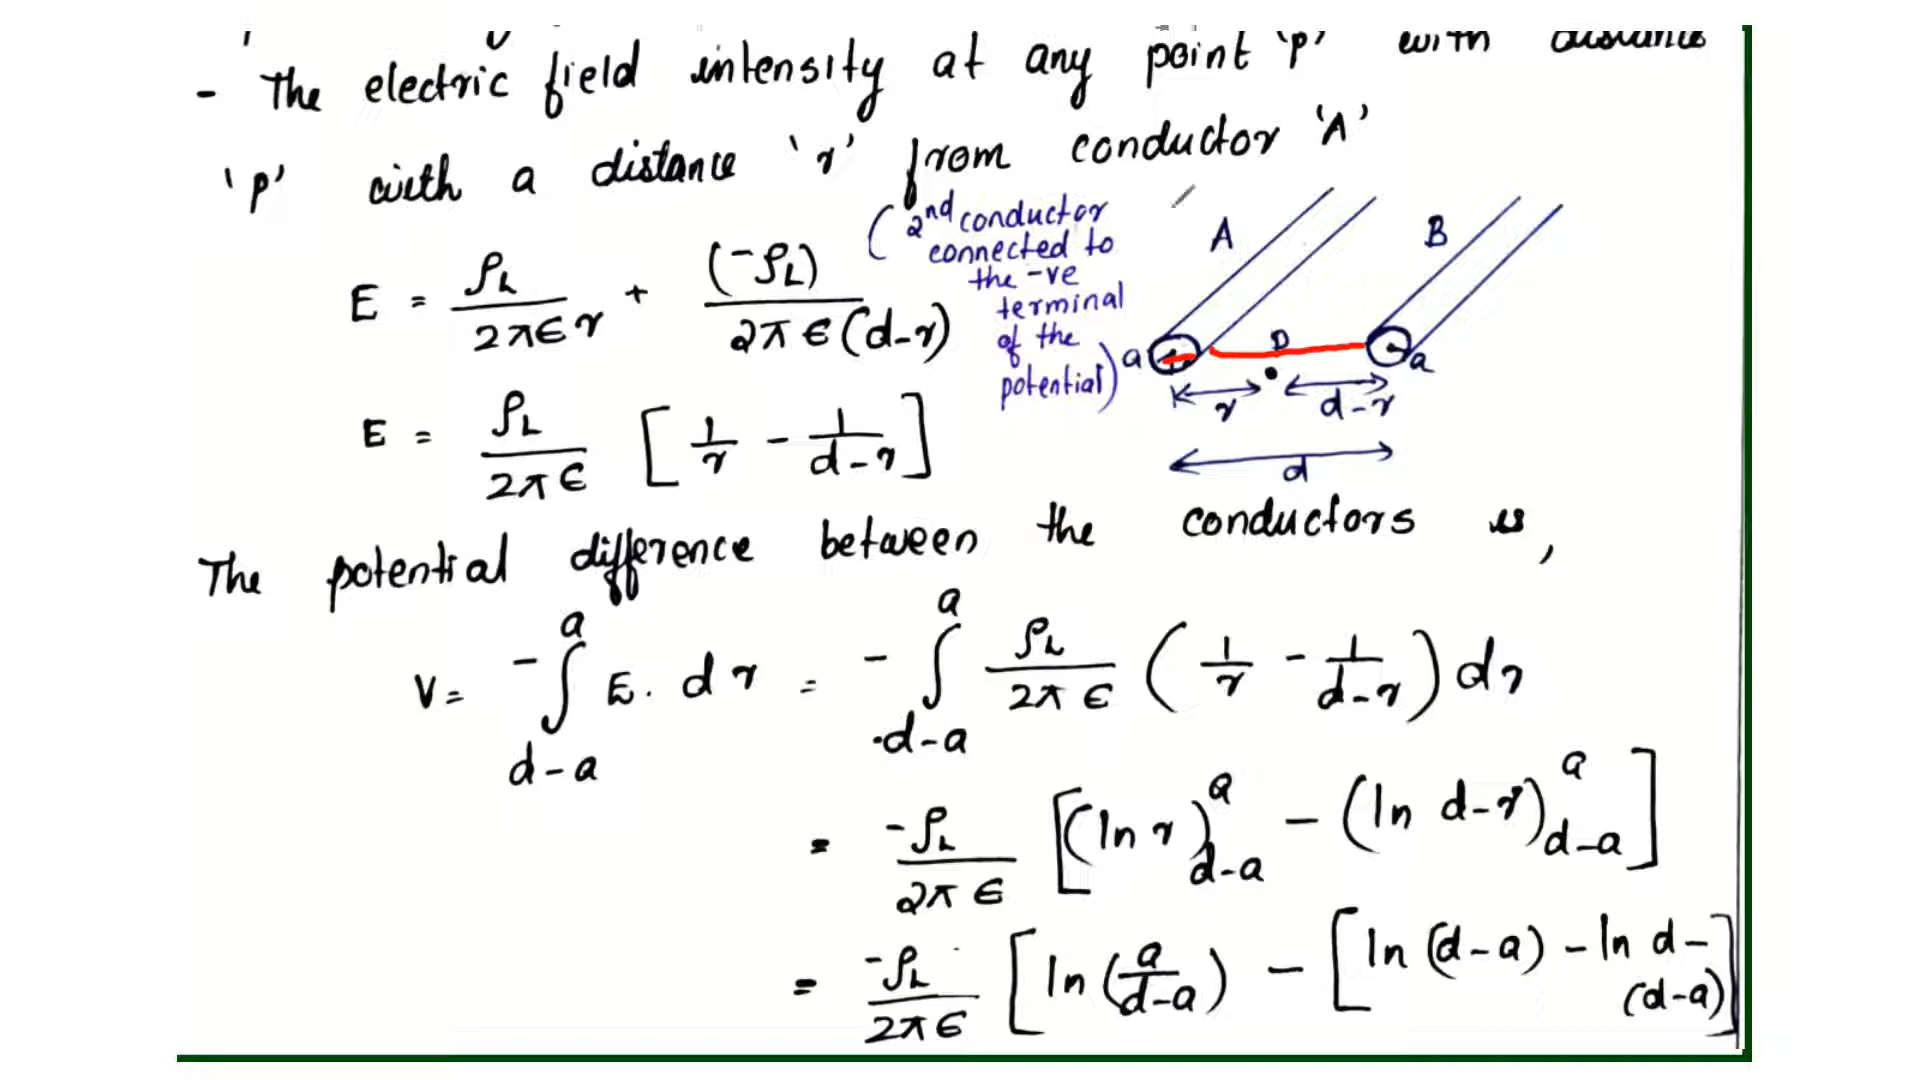 - The electric field intensity at any point 'p' with distance
'p' with a distance 'r' from conductor 'A'
E = ρL / 2πϵr + (-ρL) / 2πϵ(d-r)
(2nd conductor
connected to
the -ve
terminal
of the
potential)
A
B
a
P
a
r
d-r
d
E = ρL / 2πϵ [1/r - 1/d-r]
The potential difference between the conductors is,
V = -∫_{d-a}^{a} E. dr = -∫_{d-a}^{a} ρL / 2πϵ (1/r - 1/d-r) dr
= -ρL / 2πϵ [(ln r)_{d-a}^{a} - (ln d-r)_{d-a}^{a}]
= -ρL / 2πϵ [ln (a/d-a) - [ln (d-a) - ln d-(d-a)]